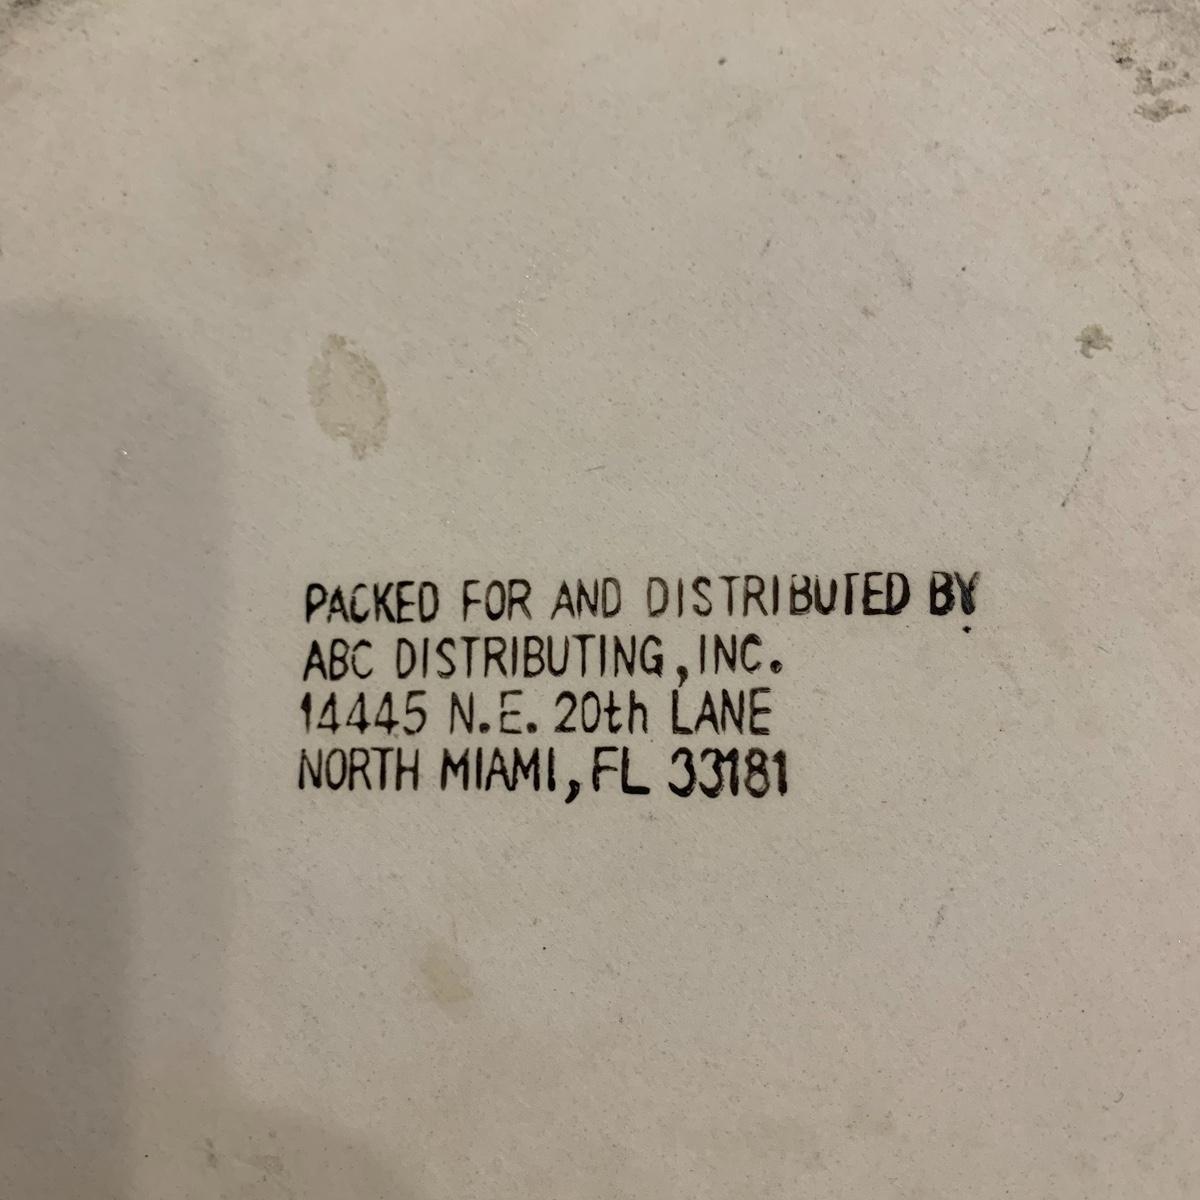 PACKED FOR AND DISTRIBUTED BY
ABC DISTRIBUTING, INC.
14445 N.E. 20th LANE
NORTH MIAMI, FL 33181